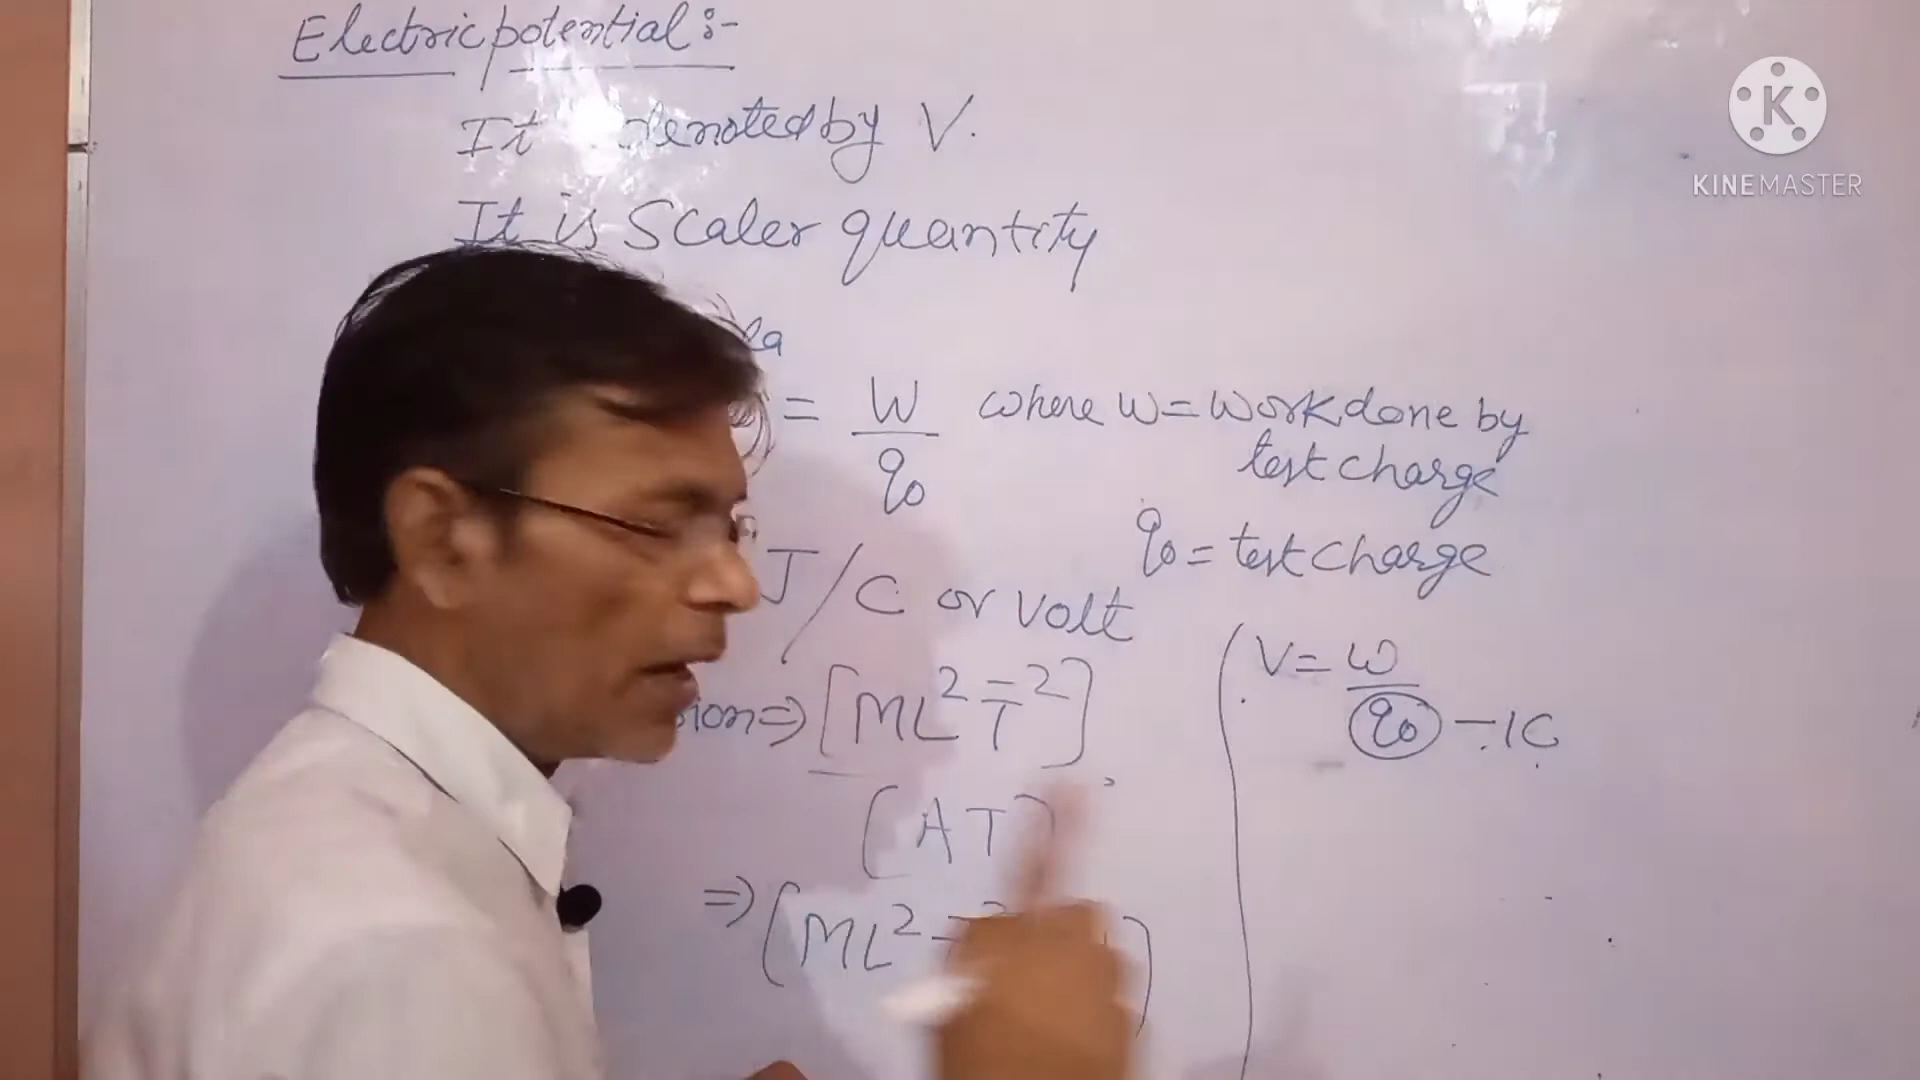 Electric potential :-
It denoted by V.
It is Scaler quantity
= W / q0 where W = Work done by
test charge
q0 = test charge
J/C or volt
V = W / q0 - 1C
⇒ [ML²T⁻²]
[AT]
⇒ [ML²
K
KINEMASTER